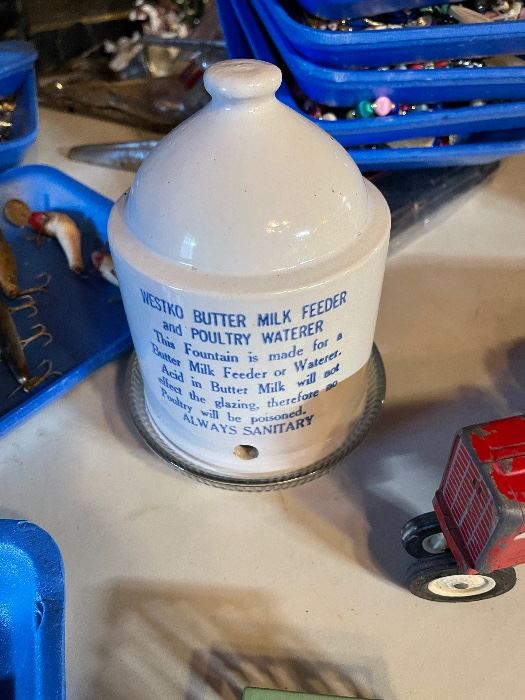 WESTKO BUTTER MILK FEEDER
and POULTRY WATERER
This Fountain is made for a
Butter Milk Feeder or Waterer.
Acid in Butter Milk will not
effect the glazing, therefore no
Poultry will be poisoned.
ALWAYS SANITARY